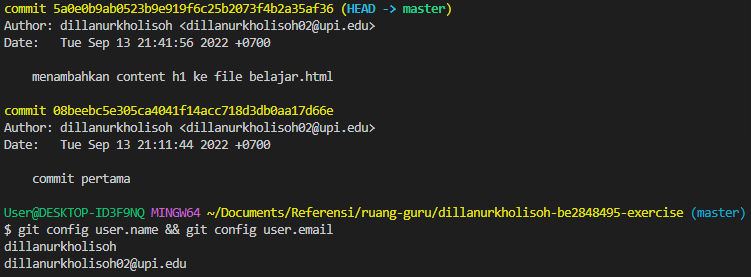 commit 5a0e0b9ab0523b9e919f6c25b2073f4b2a35af36 (HEAD -> master)
Author: dillanurkholisoh <dillanurkholisoh02@upi.edu>
Date:   Tue Sep 13 21:41:56 2022 +0700
menambahkan content h1 ke file belajar.html
commit 08beebc5e305ca4041f14acc718d3db0aa17d66e
Author: dillanurkholisoh <dillanurkholisoh02@upi.edu>
Date:   Tue Sep 13 21:11:44 2022 +0700
commit pertama
User@DESKTOP-ID3F9NQ MINGW64 ~/Documents/Referensi/ruang-guru/dillanurkholisoh-be2848495-exercise (master)
$ git config user.name && git config user.email
dillanurkholisoh
dillanurkholisoh02@upi.edu